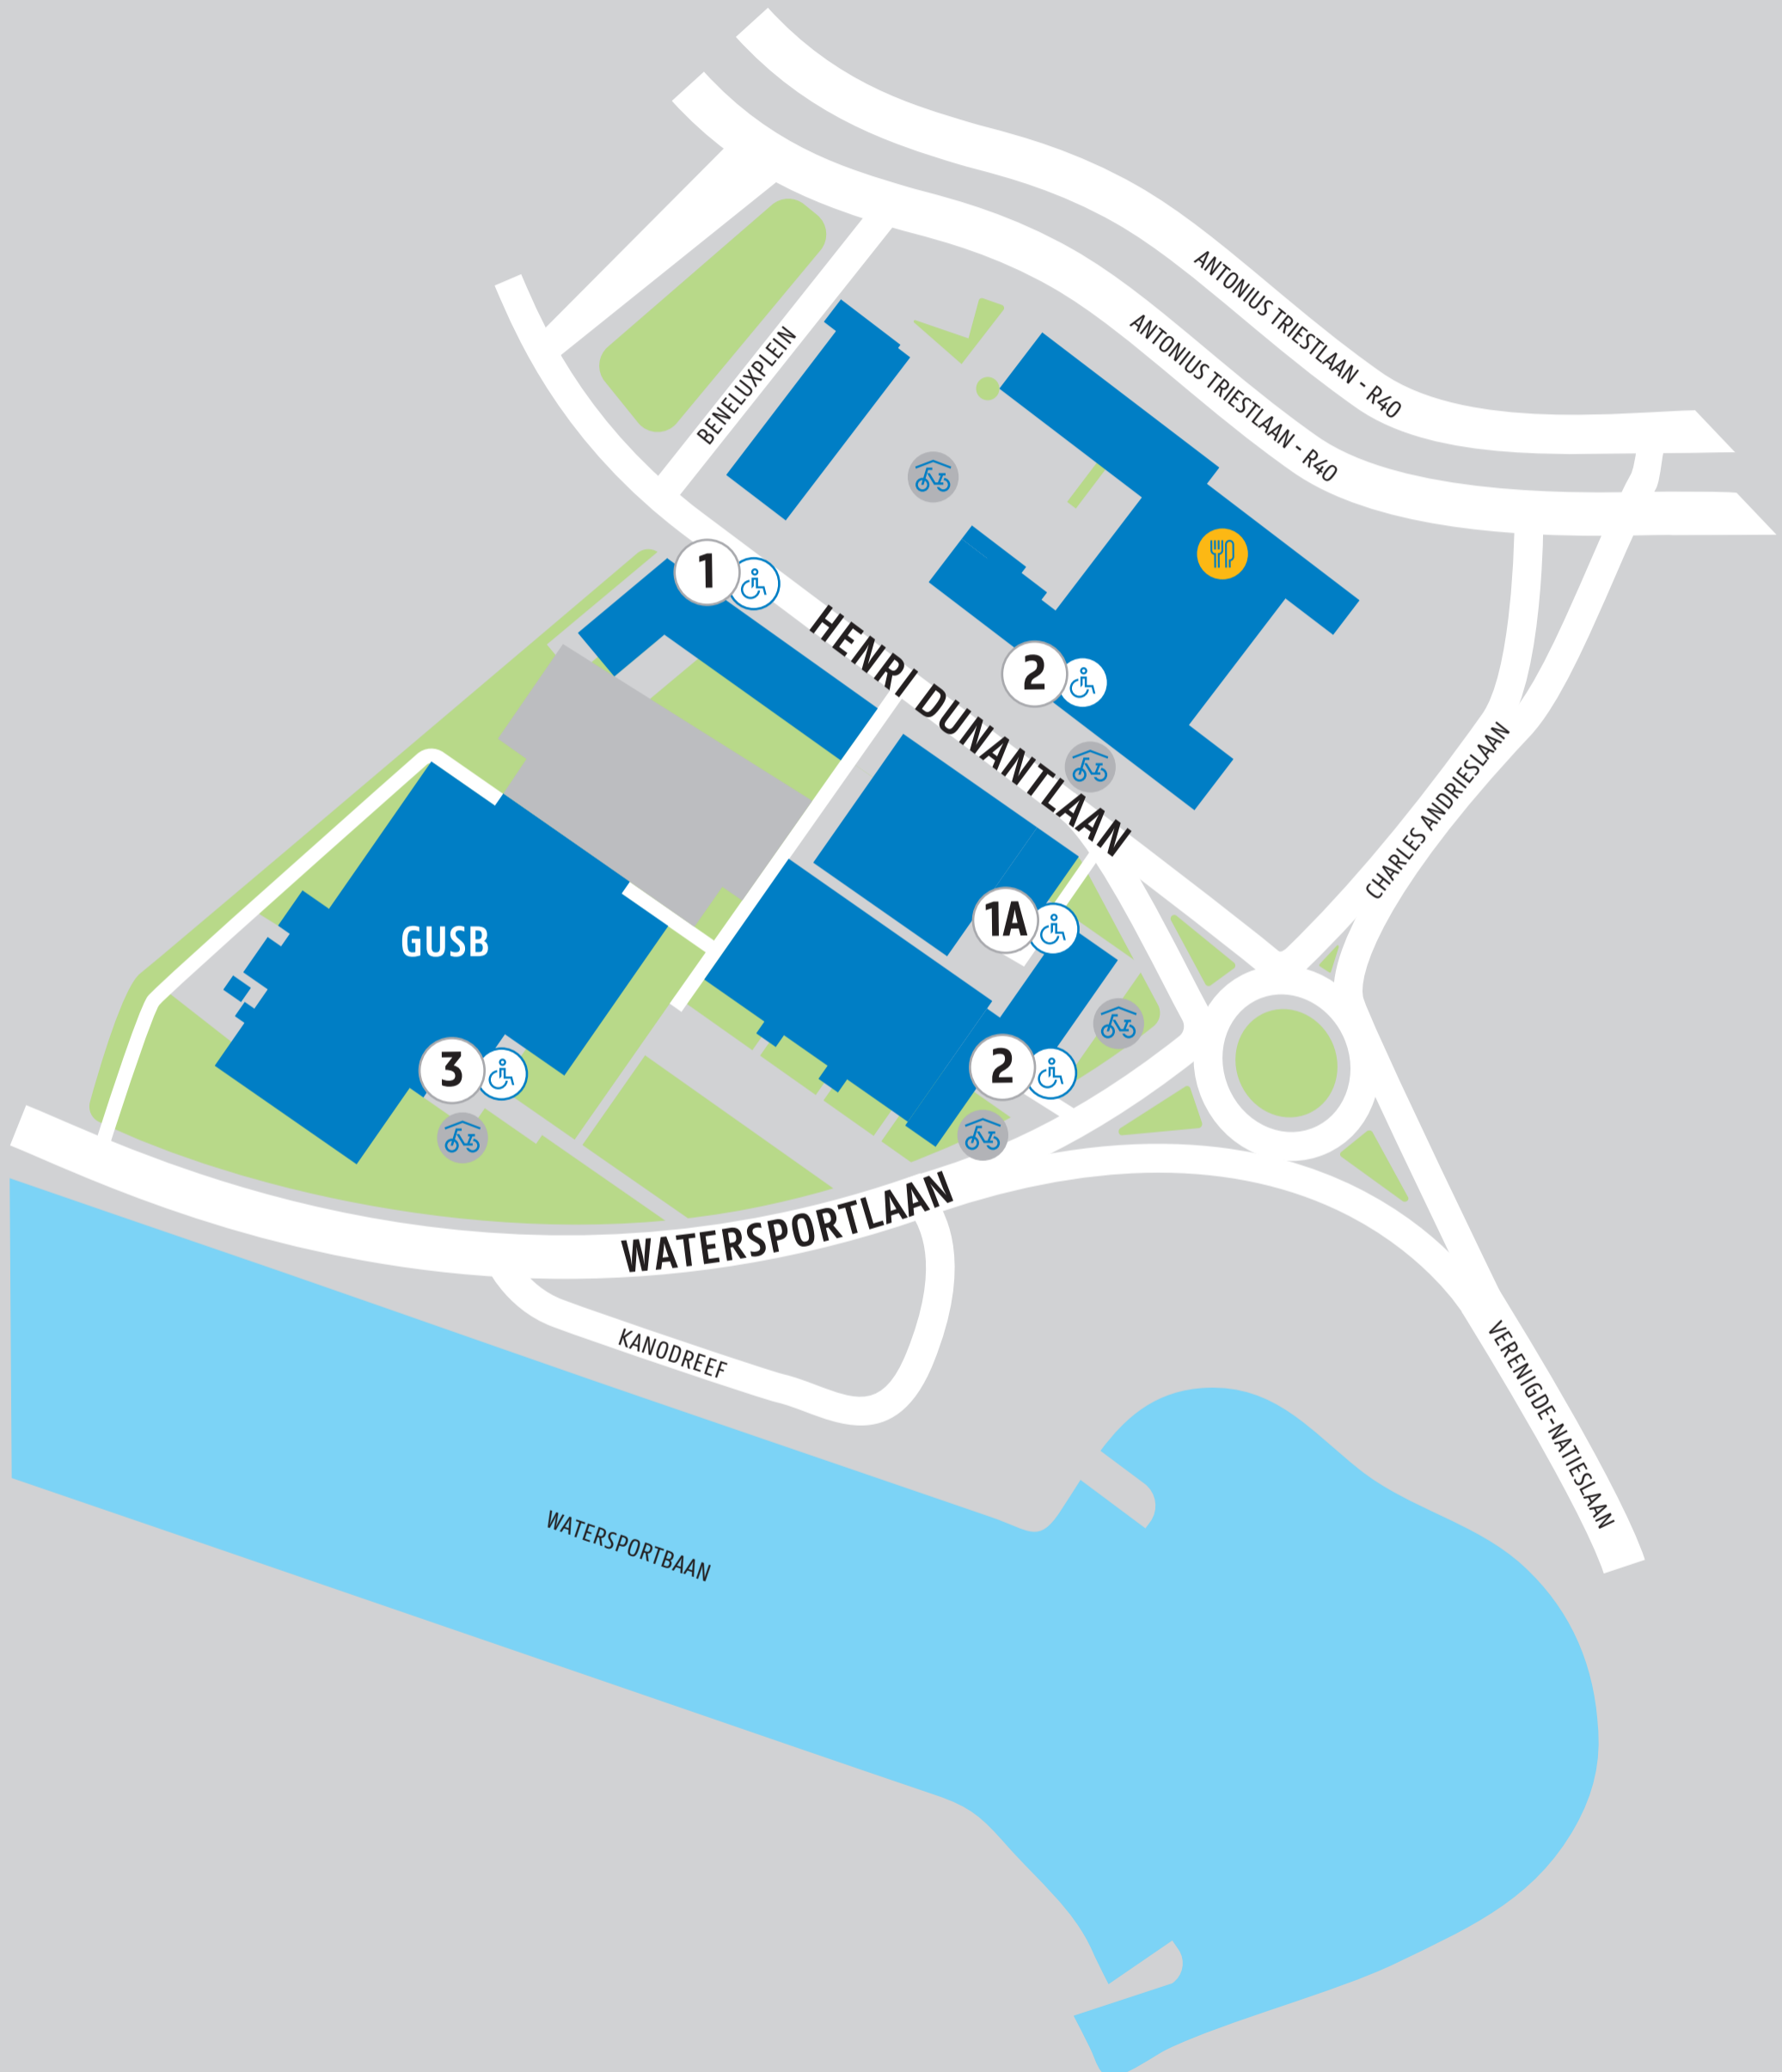 ANTONIUS TRIESTLAAN - R40
ANTONIUS TRIESTLAAN - R40
BENELUXPLEIN
1
HENRI DUNANTLAAN
2
CHARLES ANDRIESLAAN
1A
GUSB
3
2
WATERSPORTLAAN
KANODREEF
VERENIGDE-NATIESLAAN
WATERSPORTBAAN